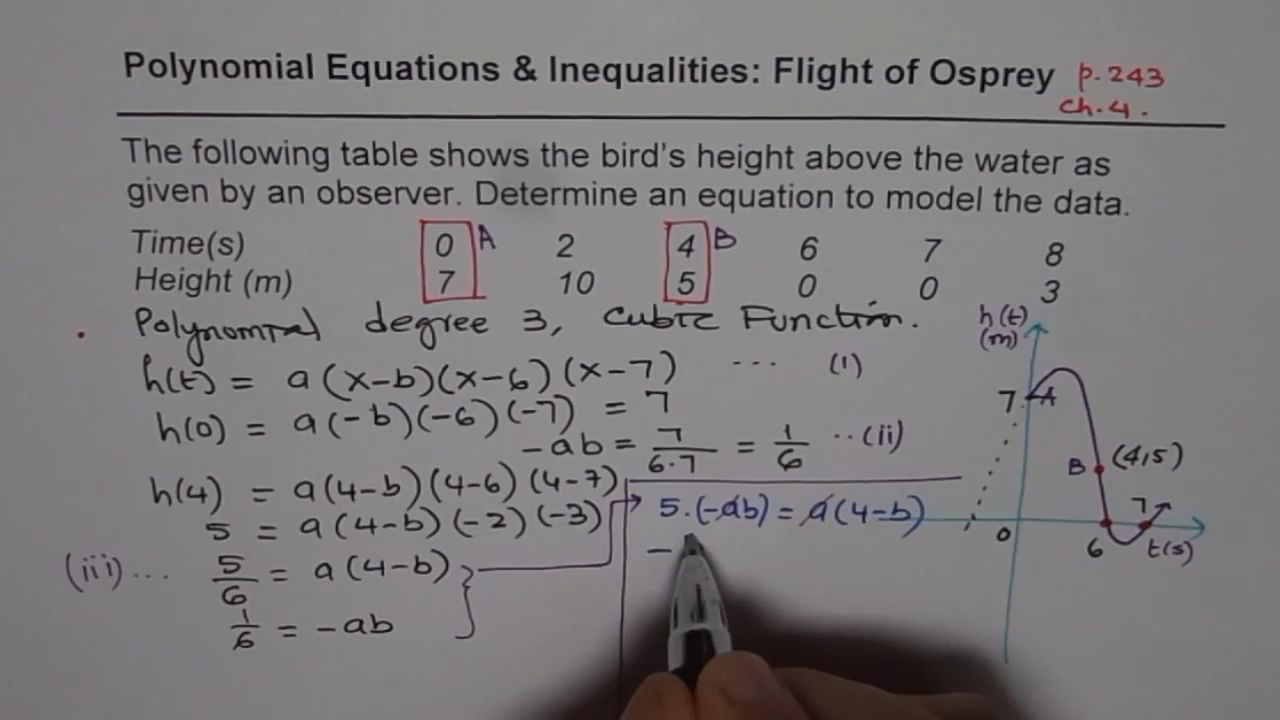 Polynomial Equations & Inequalities: Flight of Osprey p.243
Ch.4.
The following table shows the bird's height above the water as
given by an observer. Determine an equation to model the data.
Time(s) 0 A 2 4 B 6 7 8
Height (m) 7 10 5 0 0 3
. Polynomial degree 3, Cubic Function.
h(t) = a(x-b)(x-6)(x-7) --- (1)
h(0) = a(-b)(-6)(-7) = 7
-ab = 7/6·7 = 1/6 ··(ii)
h(4) = a(4-b)(4-6)(4-7)
5 = a(4-b)(-2)(-3)
(iii)... 5/6 = a(4-b)
1/6 = -ab
5.(-ab) = a(4-b)
-
h(t)
(m)
7 A
B (4,5)
0 6 7 t(s)